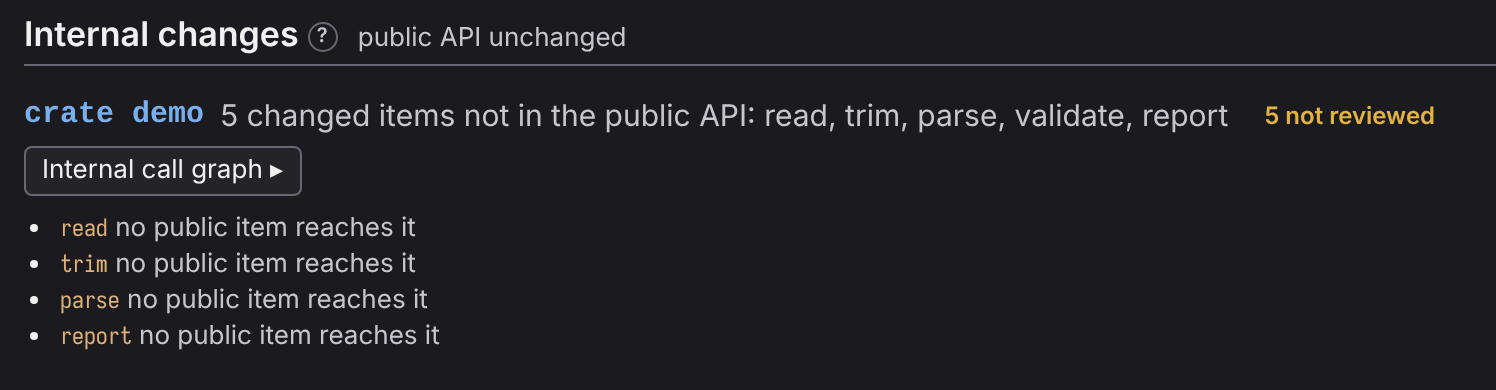 Internal changes ? public API unchanged
crate demo 5 changed items not in the public API: read, trim, parse, validate, report 5 not reviewed
Internal call graph ▸
• read no public item reaches it
• trim no public item reaches it
• parse no public item reaches it
• report no public item reaches it